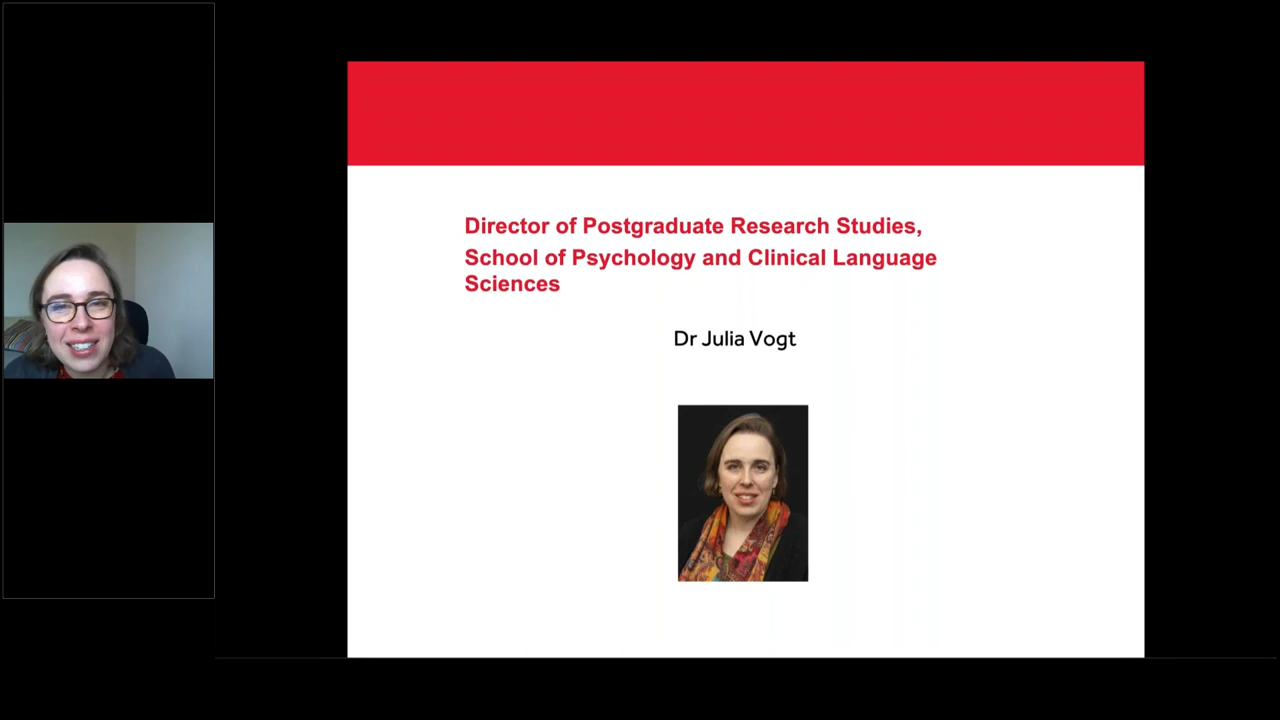 Director of Postgraduate Research Studies,
School of Psychology and Clinical Language
Sciences
Dr Julia Vogt